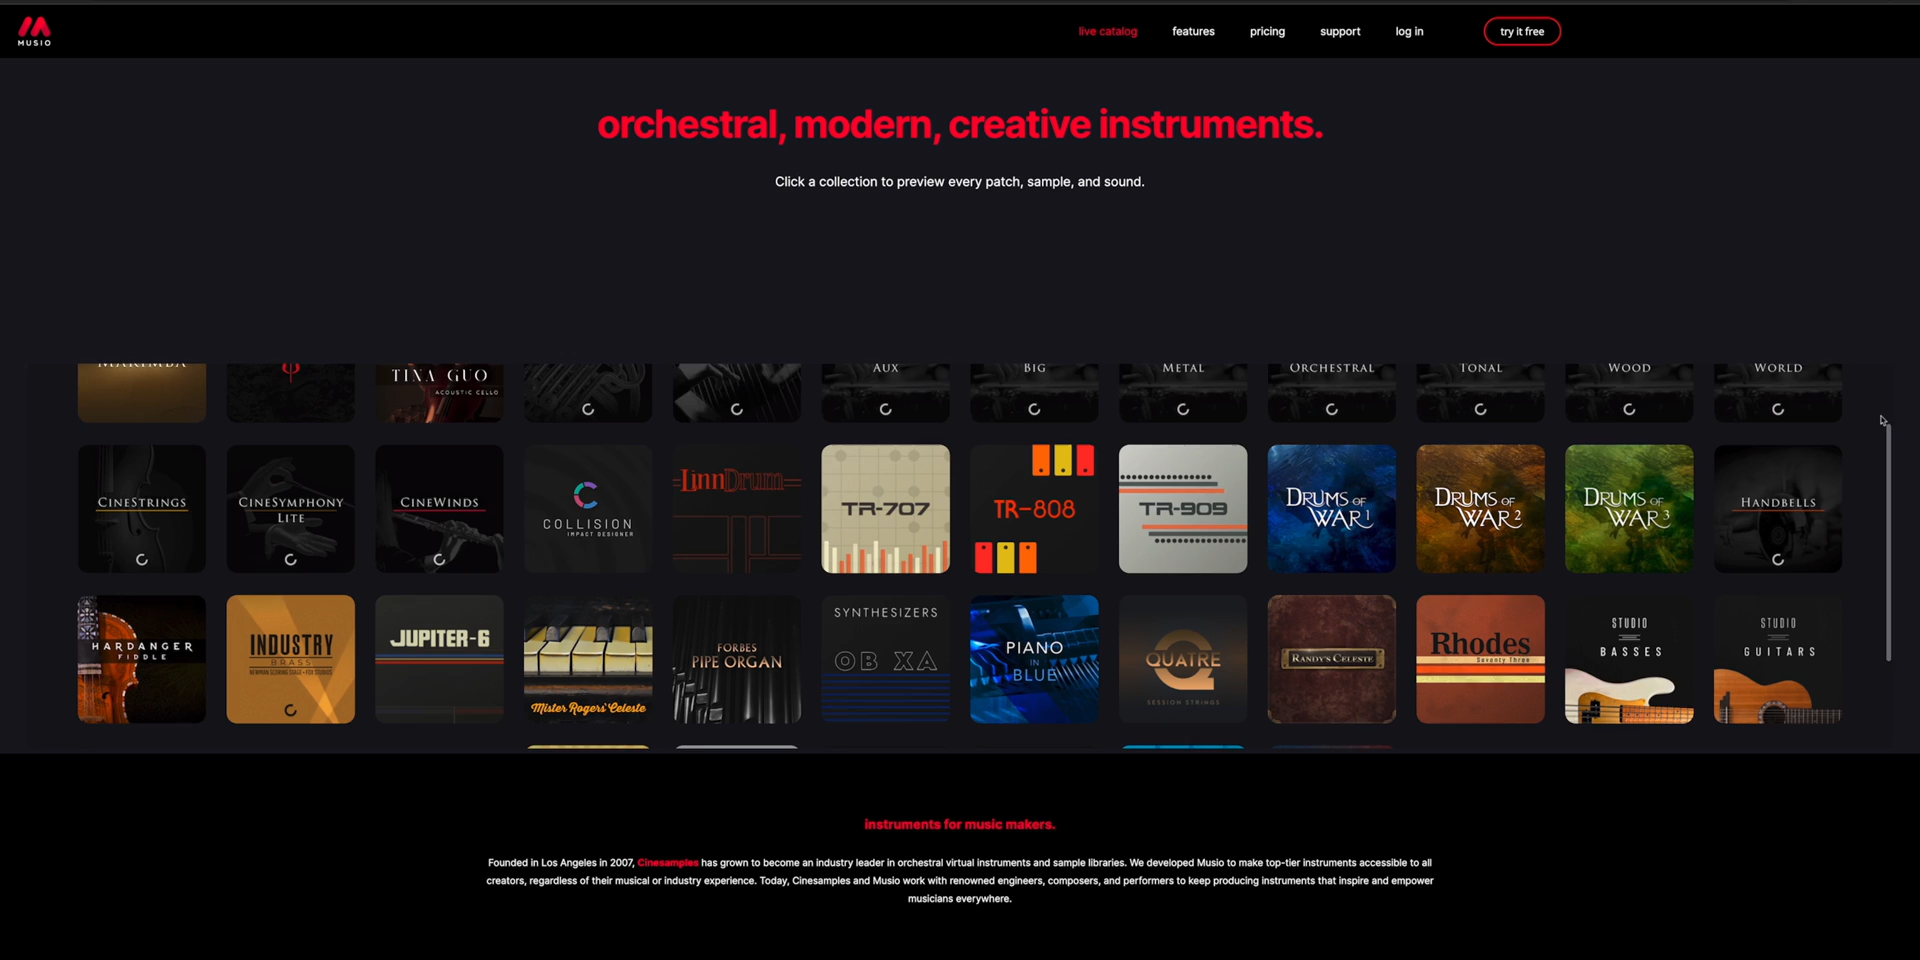 MUSIO
live catalog
features
pricing
support
log in
try it free
orchestral, modern, creative instruments.
Click a collection to preview every patch, sample, and sound.
TINA GUO
ACOUSTIC CELLO
AUX
BIG
METAL
ORCHESTRAL
TONAL
WOOD
WORLD
CINESTRINGS
CINESYMPHONY
LITE
CINEWINDS
COLLISION
IMPACT DESIGNER
LinnDrum
TR-707
TR-808
TR-909
DRUMS OF
WAR 1
DRUMS OF
WAR 2
DRUMS OF
WAR 3
HANDBELLS
HARDANGER
FIDDLE
INDUSTRY
BRASS
NEWMAN SCORING STAGE • FOX STUDIOS
JUPITER-6
Mister Rogers' Celeste
FORBES
PIPE ORGAN
SYNTHESIZERS
OB XA
PIANO
IN
BLUE
QUATRE
SESSION STRINGS
RANDY'S CELESTE
Rhodes
Seventy Three
STUDIO
BASSES
STUDIO
GUITARS
instruments for music makers.
Founded in Los Angeles in 2007, Cinesamples has grown to become an industry leader in orchestral virtual instruments and sample libraries. We developed Musio to make top-tier instruments accessible to all
creators, regardless of their musical or industry experience. Today, Cinesamples and Musio work with renowned engineers, composers, and performers to keep producing instruments that inspire and empower
musicians everywhere.